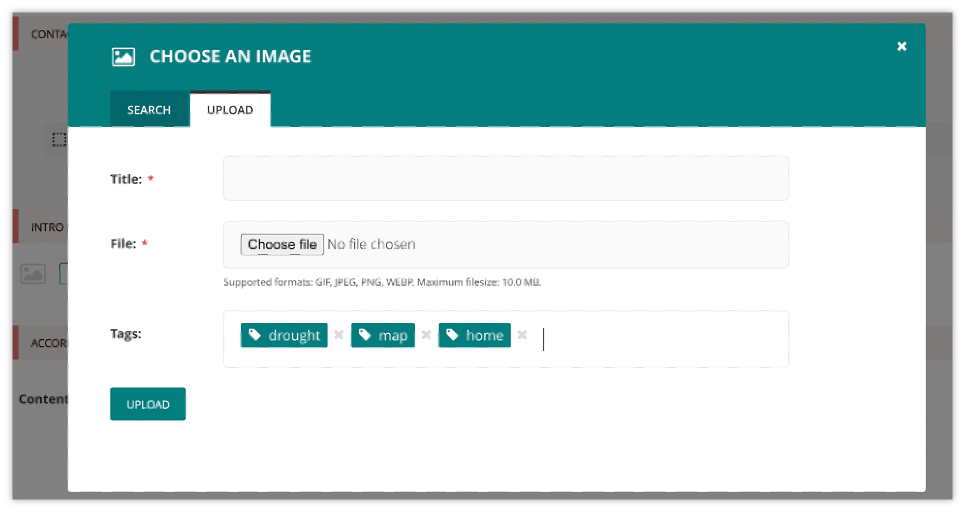 CONTA
CHOOSE AN IMAGE
SEARCH
UPLOAD
Title: *
File: *
Choose file No file chosen
Supported formats: GIF, JPEG, PNG, WEBP. Maximum filesize: 10.0 MB.
INTRO
Tags:
drought
map
home
ACCOR
Content
UPLOAD